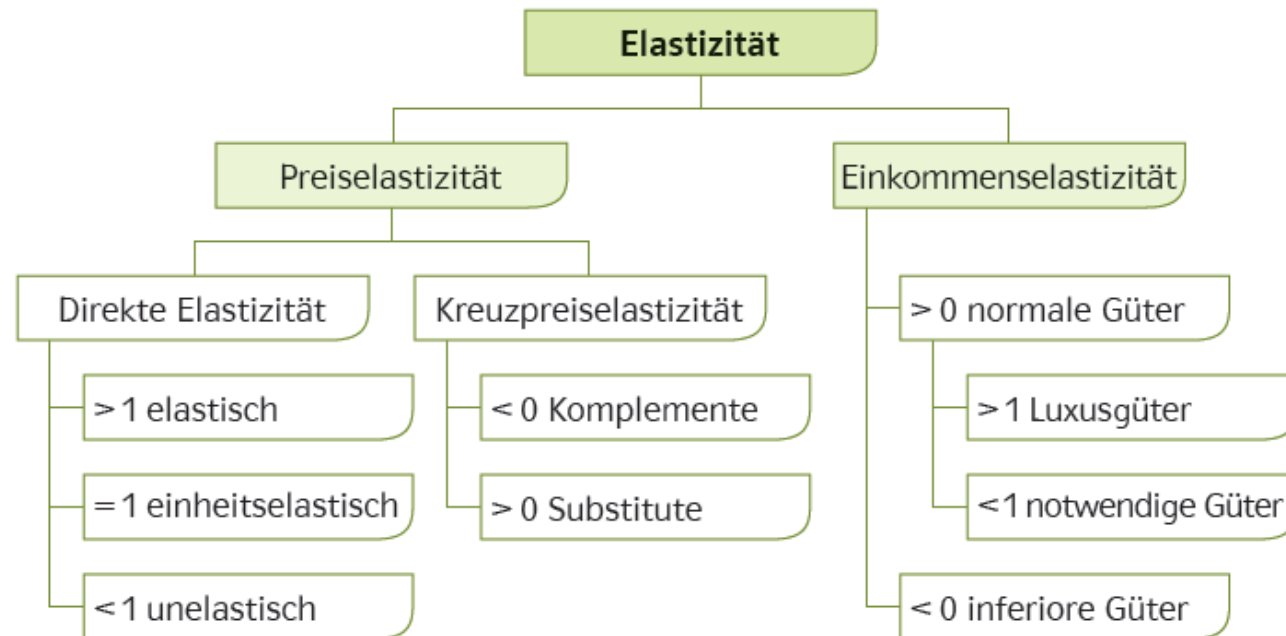 Elastizität
Preiselastizität
Einkommenselastizität
Direkte Elastizität
Kreuzpreiselastizität
> 0 normale Güter
> 1 elastisch
< 0 Komplemente
> 1 Luxusgüter
= 1 einheitselastisch
> 0 Substitute
< 1 notwendige Güter
< 1 unelastisch
< 0 inferiore Güter